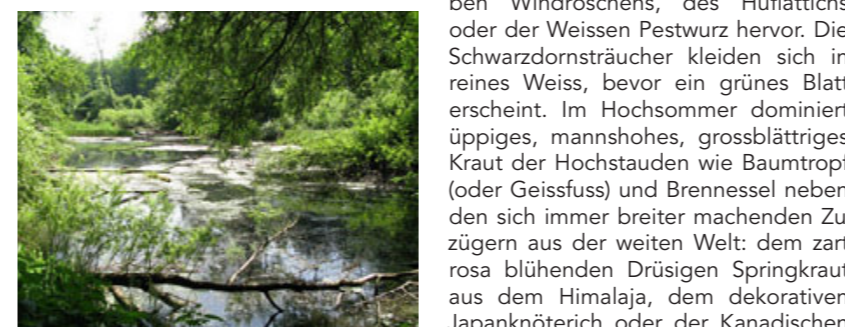 ben Windröschens, des Huflattichs
oder der Weissen Pestwurz hervor. Die
Schwarzdornsträucher kleiden sich in
reines Weiss, bevor ein grünes Blatt
erscheint. Im Hochsommer dominiert
üppiges, mannshohes, grossblättriges
Kraut der Hochstauden wie Baumtropf
(oder Geissfuss) und Brennessel neben
den sich immer breiter machenden Zu
zügern aus der weiten Welt: dem zart
rosa blühenden Drüsigen Springkraut
aus dem Himalaja, dem dekorativen
Japanknöterich oder der Kanadischen